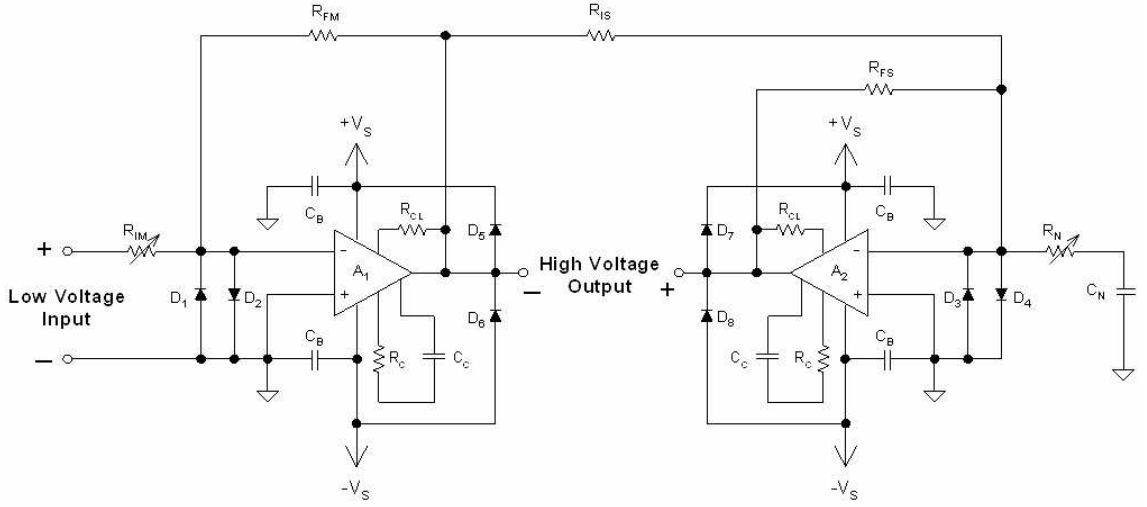 R_FM
R_IS
R_FS
+V_S
+V_S
C_B
R_CL
D_5
D_7
R_CL
C_B
+
R_IM
−
A_1
+
High Voltage
Output
−
+
−
A_2
+
R_N
Low Voltage
Input
D_1
D_2
D_6
D_8
D_3
D_4
C_N
−
C_B
R_C
C_C
C_C
R_C
C_B
-V_S
-V_S